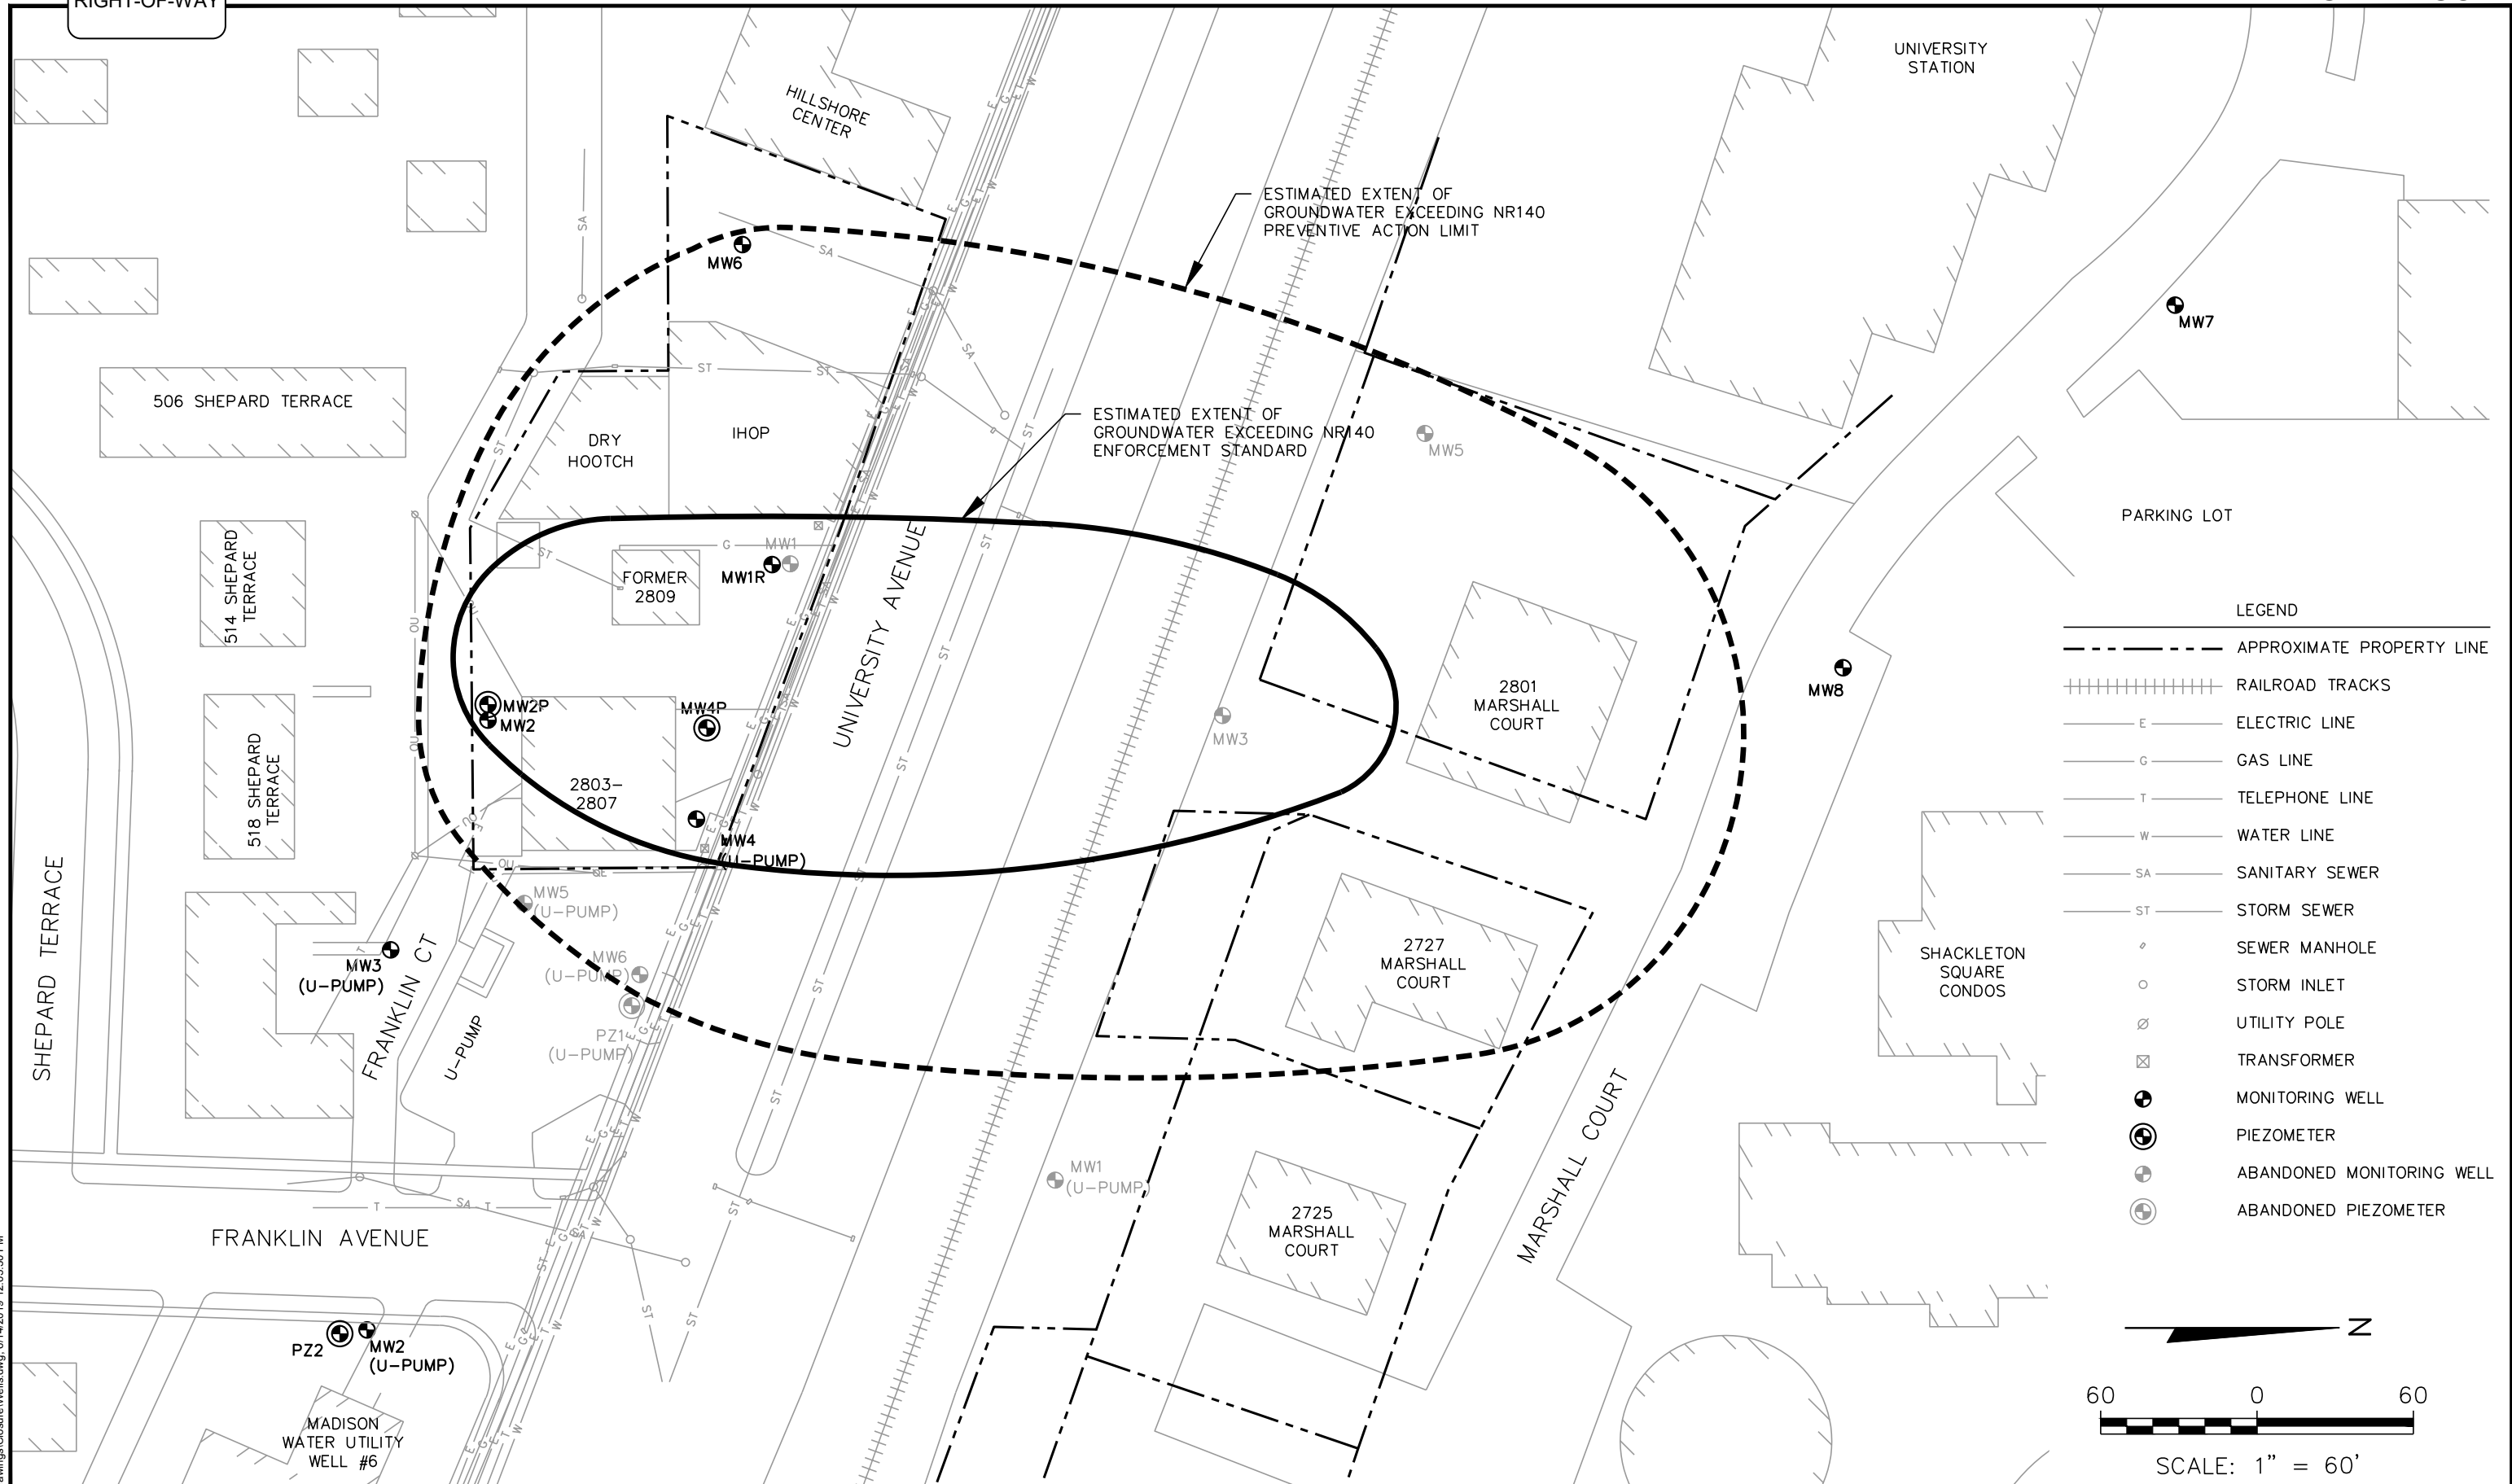 RIGHT-OF-WAY
UNIVERSITY
STATION
HILLSHORE
CENTER
ESTIMATED EXTENT OF
GROUNDWATER EXCEEDING NR140
PREVENTIVE ACTION LIMIT
MW6
MW7
506 SHEPARD TERRACE
DRY
HOOTCH
IHOP
ESTIMATED EXTENT OF
GROUNDWATER EXCEEDING NR140
ENFORCEMENT STANDARD
MW5
PARKING LOT
514 SHEPARD
TERRACE
FORMER
2809
MW1
MW1R
UNIVERSITY AVENUE
MW2P
MW2
MW4P
MW3
2801
MARSHALL
COURT
MW8
518 SHEPARD
TERRACE
2803-
2807
MW4
(U-PUMP)
MW5
(U-PUMP)
MW6
(U-PUMP)
PZ1
(U-PUMP)
MW3
(U-PUMP)
SHEPARD TERRACE
FRANKLIN CT
U-PUMP
2727
MARSHALL
COURT
SHACKLETON
SQUARE
CONDOS
MW1
(U-PUMP)
2725
MARSHALL
COURT
MARSHALL COURT
FRANKLIN AVENUE
PZ2
MW2
(U-PUMP)
MADISON
WATER UTILITY
WELL #6
LEGEND
APPROXIMATE PROPERTY LINE
RAILROAD TRACKS
E ELECTRIC LINE
G GAS LINE
T TELEPHONE LINE
W WATER LINE
SA SANITARY SEWER
ST STORM SEWER
SEWER MANHOLE
STORM INLET
UTILITY POLE
TRANSFORMER
MONITORING WELL
PIEZOMETER
ABANDONED MONITORING WELL
ABANDONED PIEZOMETER
N
60 0 60
SCALE: 1" = 60'